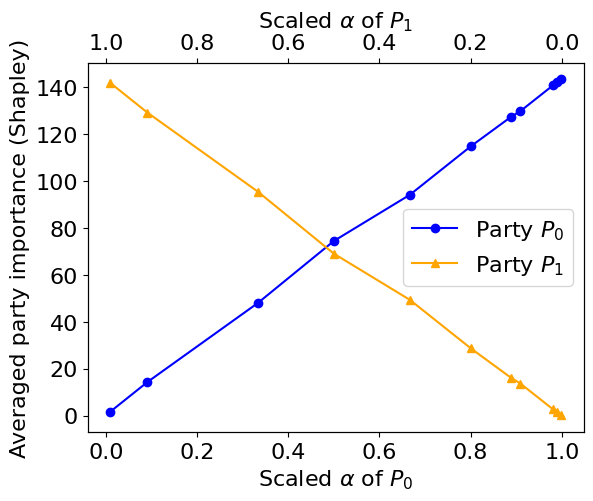 Scaled α of P₁
1.0 0.8 0.6 0.4 0.2 0.0
Averaged party importance (Shapley)
140
120
100
80
60
40
20
0
Party P₀
Party P₁
0.0 0.2 0.4 0.6 0.8 1.0
Scaled α of P₀